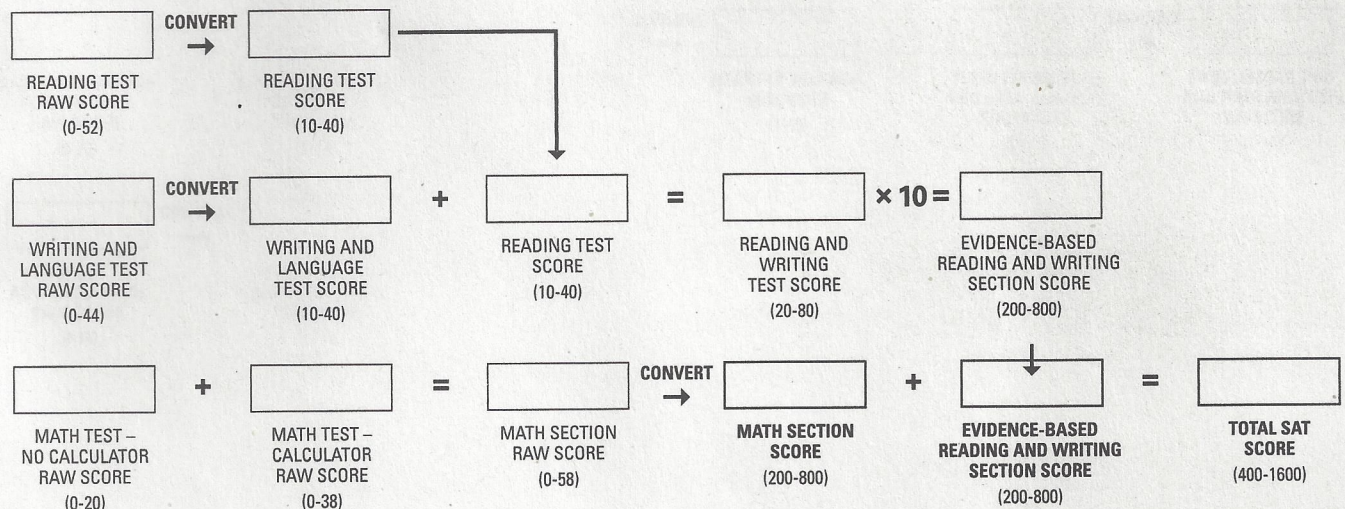 CONVERT
→
READING TEST
RAW SCORE
(0-52)
READING TEST
SCORE
(10-40)
CONVERT
→
+
=
× 10 =
WRITING AND
LANGUAGE TEST
RAW SCORE
(0-44)
WRITING AND
LANGUAGE
TEST SCORE
(10-40)
READING TEST
SCORE
(10-40)
READING AND
WRITING
TEST SCORE
(20-80)
EVIDENCE-BASED
READING AND WRITING
SECTION SCORE
(200-800)
+
=
CONVERT
→
+
=
MATH TEST –
NO CALCULATOR
RAW SCORE
(0-20)
MATH TEST –
CALCULATOR
RAW SCORE
(0-38)
MATH SECTION
RAW SCORE
(0-58)
MATH SECTION
SCORE
(200-800)
EVIDENCE-BASED
READING AND WRITING
SECTION SCORE
(200-800)
TOTAL SAT
SCORE
(400-1600)